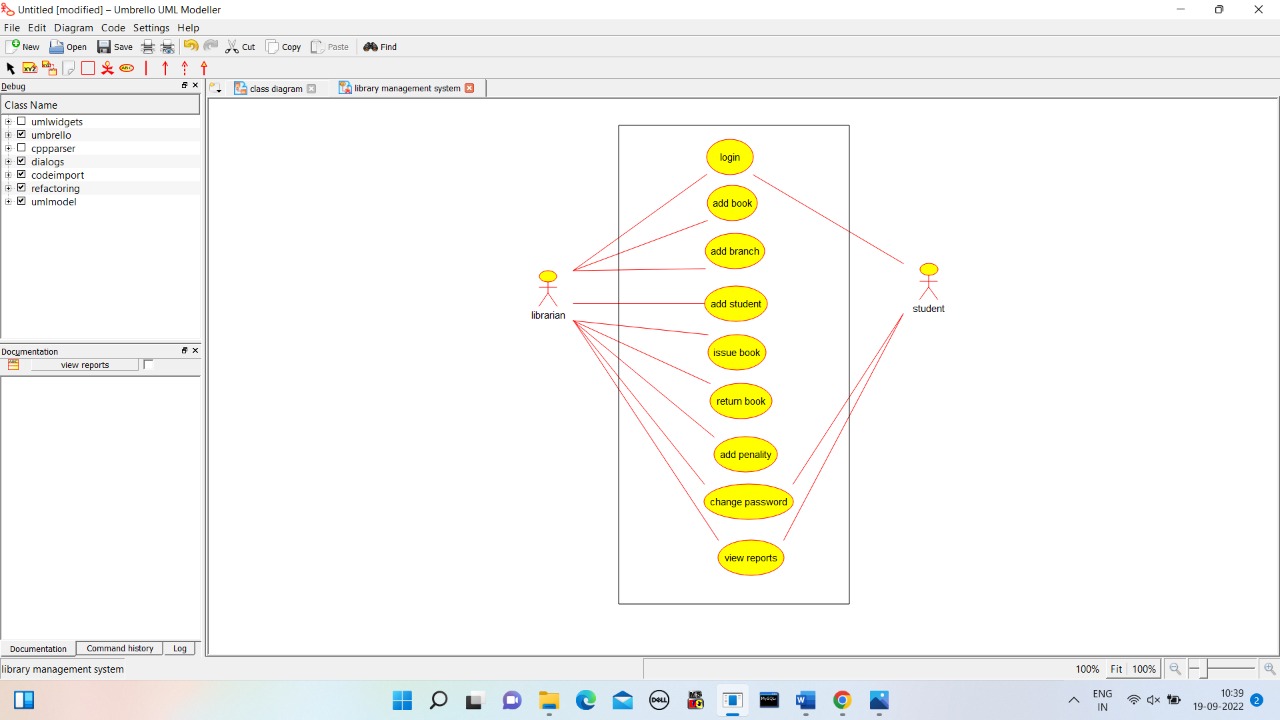 Untitled [modified] – Umbrello UML Modeller
File Edit Diagram Code Settings Help
New Open Save Cut Copy Paste Find
Debug
class diagram library management system
Class Name
umlwidgets
umbrello
cppparser
dialogs
codeimport
refactoring
umlmodel
login
add book
add branch
add student
issue book
return book
add penality
change password
view reports
librarian
student
Documentation
view reports
Documentation Command history Log
library management system
100% Fit 100%
ENG
IN
10:39
19-09-2022
2